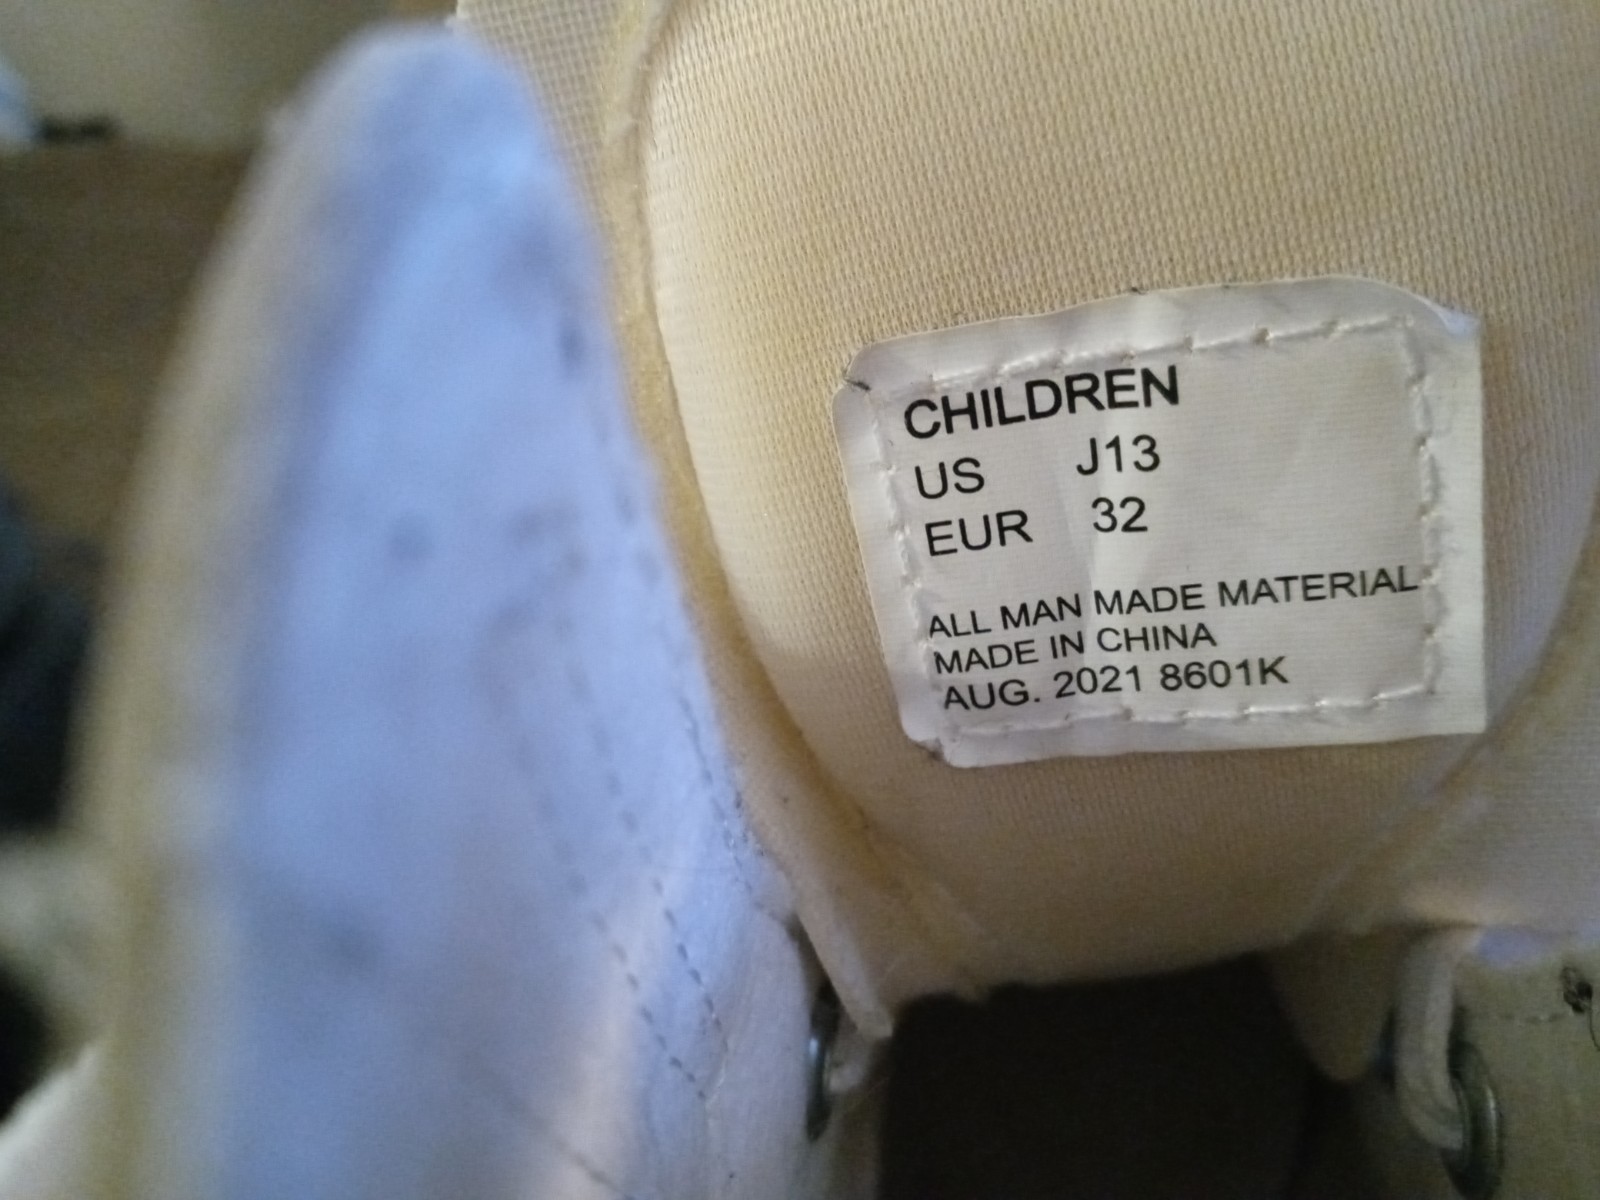 CHILDREN
US J13
EUR 32
ALL MAN MADE MATERIAL
MADE IN CHINA
AUG. 2021 8601K